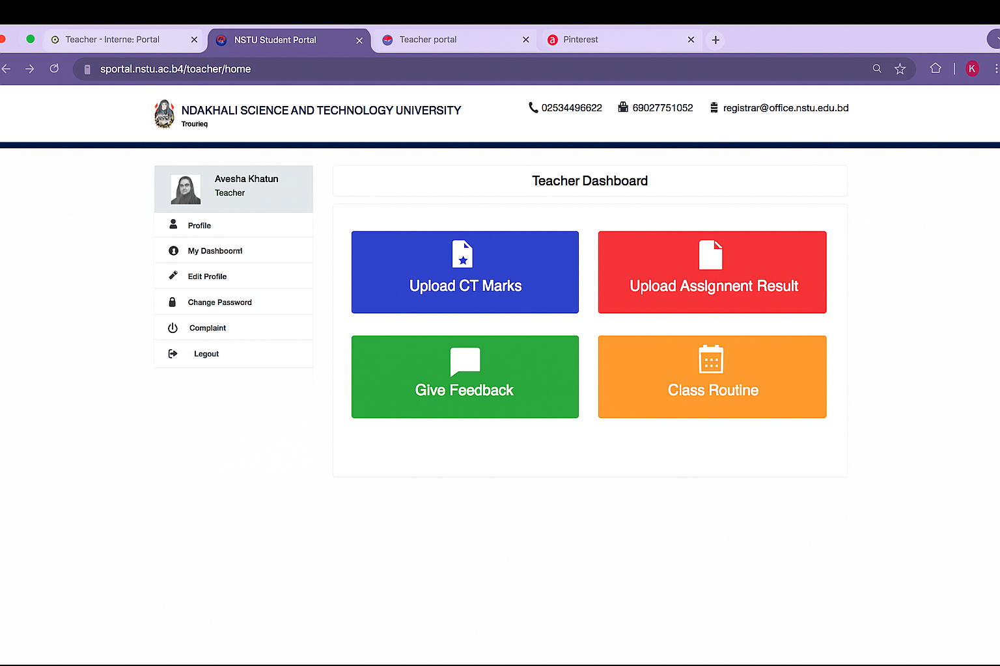 Teacher - Interne: Portal
NSTU Student Portal
Teacher portal
a Pinterest
sportal.nstu.ac.b4/toacher/home
K
NDAKHALI SCIENCE AND TECHNOLOGY UNIVERSITY
Trourieq
02534496622
69027751052
registrar@office.nstu.edu.bd
Avesha Khatun
Teacher
Profile
My Dashboorrd
Edit Profile
Change Password
Complaint
Legout
Teacher Dashboard
Upload CT Marks
Upload Asslgnnent Result
Give Feedback
Class Routine